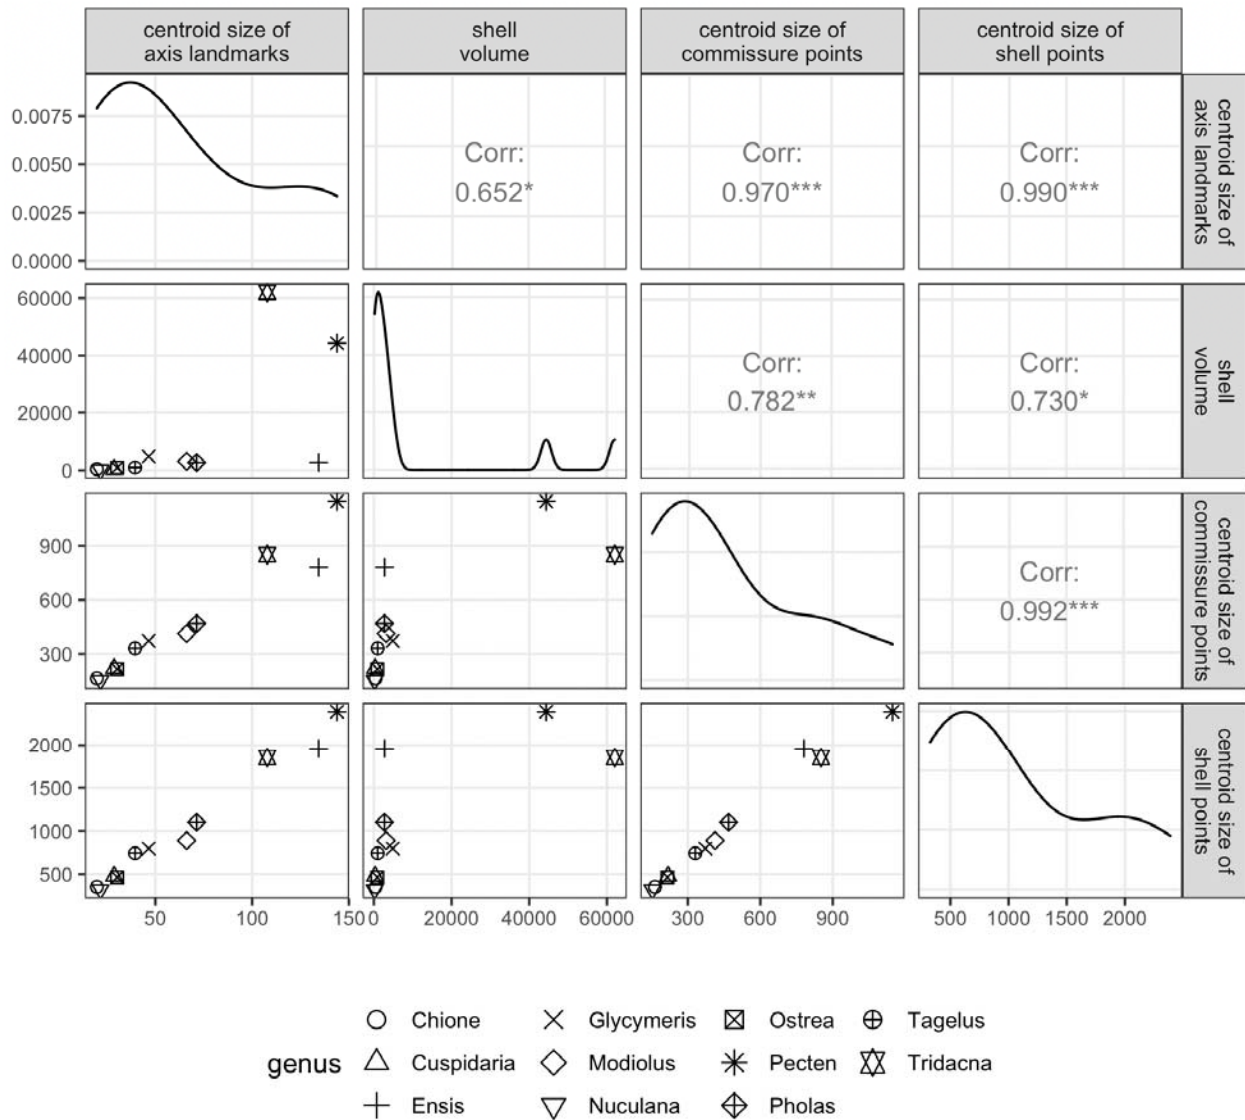 centroid size of
axis landmarks
shell
volume
centroid size of
commissure points
centroid size of
shell points
0.0075
0.0050
0.0025
0.0000
Corr:
0.652*
Corr:
0.970***
Corr:
0.990***
centroid size of
axis landmarks
60000
40000
20000
0
Corr:
0.782**
Corr:
0.730*
shell
volume
900
600
300
Corr:
0.992***
centroid size of
commissure points
2000
1500
1000
500
centroid size of
shell points
50
100
150
0
20000
40000
60000
300
600
900
500
1000
1500
2000
genus
Chione
Glycymeris
Ostrea
Tagelus
Cuspidaria
Modiolus
Pecten
Tridacna
Ensis
Nuculana
Pholas